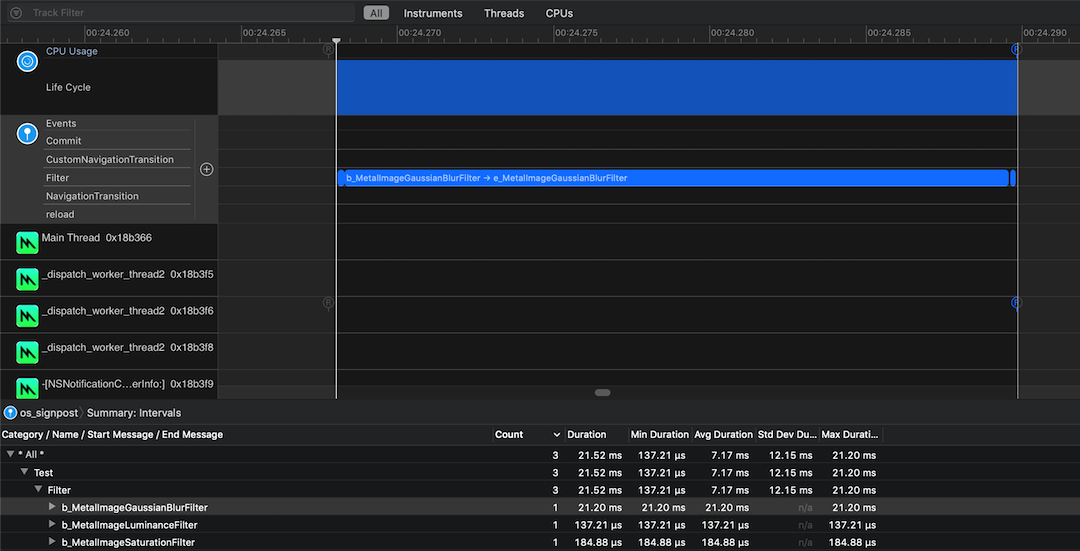 Track Filter All Instruments Threads CPUs
00:24.260 00:24.265 00:24.270 00:24.275 00:24.280 00:24.285 00:24.290
CPU Usage
Life Cycle
Events
Commit
CustomNavigationTransition
Filter b_MetalImageGaussianBlurFilter → e_MetalImageGaussianBlurFilter
NavigationTransition
reload
Main Thread 0x18b366
_dispatch_worker_thread2 0x18b3f5
_dispatch_worker_thread2 0x18b3f6
_dispatch_worker_thread2 0x18b3f8
-[NSNotificationC...erInfo:] 0x18b3f9
os_signpost Summary: Intervals
Category / Name / Start Message / End Message Count Duration Min Duration Avg Duration Std Dev Du... Max Durati...
* All * 3 21.52 ms 137.21 µs 7.17 ms 12.15 ms 21.20 ms
Test 3 21.52 ms 137.21 µs 7.17 ms 12.15 ms 21.20 ms
Filter 3 21.52 ms 137.21 µs 7.17 ms 12.15 ms 21.20 ms
b_MetalImageGaussianBlurFilter 1 21.20 ms 21.20 ms 21.20 ms n/a 21.20 ms
b_MetalImageLuminanceFilter 1 137.21 µs 137.21 µs 137.21 µs n/a 137.21 µs
b_MetalImageSaturationFilter 1 184.88 µs 184.88 µs 184.88 µs n/a 184.88 µs